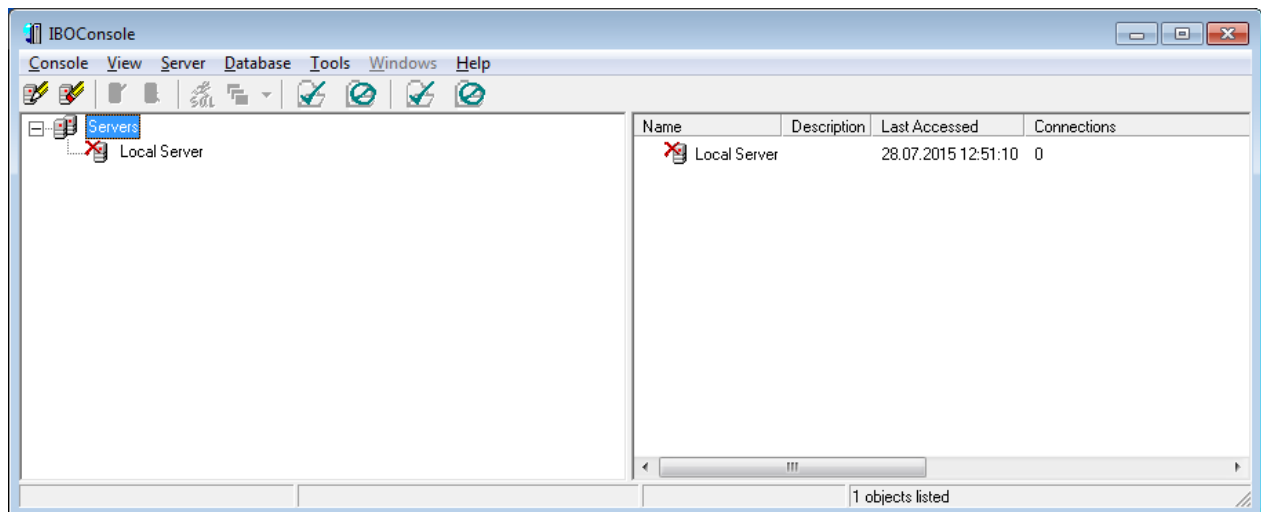 IBOConsole
Console View Server Database Tools Windows Help
SQL
Servers
Local Server
Name Description Last Accessed Connections
Local Server 28.07.2015 12:51:10 0
1 objects listed